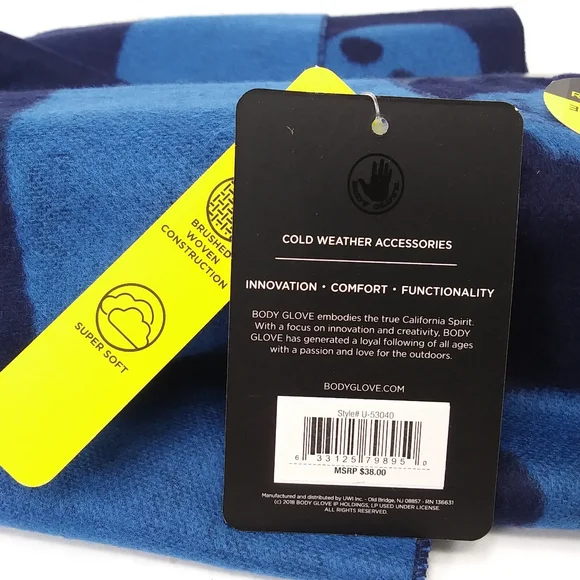 BODY GLOVE
COLD WEATHER ACCESSORIES
INNOVATION • COMFORT • FUNCTIONALITY
BODY GLOVE embodies the true California Spirit.
With a focus on innovation and creativity, BODY
GLOVE has generated a loyal following of all ages
with a passion and love for the outdoors.
BODYGLOVE.COM
Style# U-53040
6 33125 79895 0
MSRP $38.00
Manufactured and distributed by UWI Inc. - Old Bridge, NJ 08857 - RN 136631
(c) 2018 BODY GLOVE IP HOLDINGS, LP USED UNDER LICENSE.
ALL RIGHTS RESERVED.
BRUSHED
WOVEN
CONSTRUCTION
SUPER SOFT